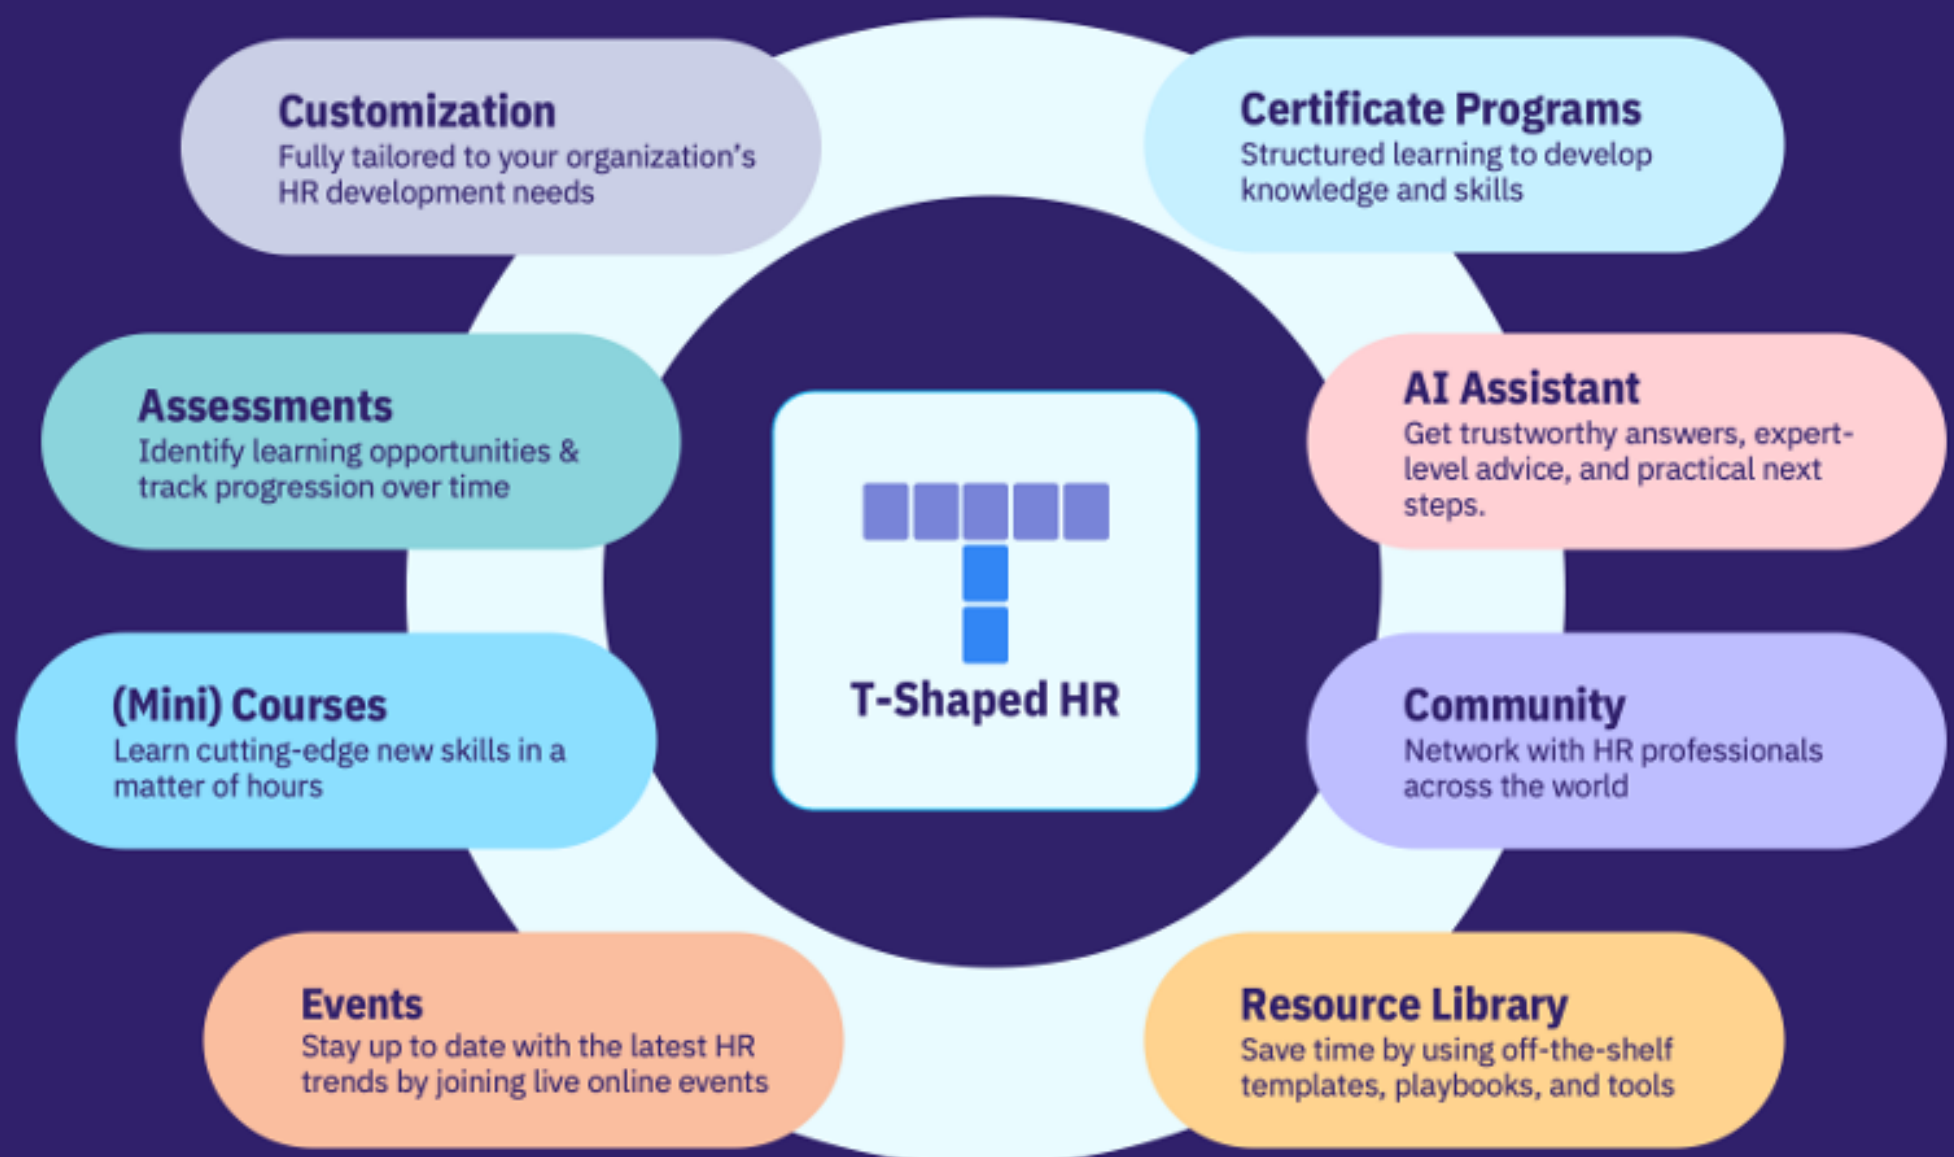 Customization
Fully tailored to your organization’s
HR development needs
Certificate Programs
Structured learning to develop
knowledge and skills
Assessments
Identify learning opportunities &
track progression over time
AI Assistant
Get trustworthy answers, expert-
level advice, and practical next
steps.
T-Shaped HR
(Mini) Courses
Learn cutting-edge new skills in a
matter of hours
Community
Network with HR professionals
across the world
Events
Stay up to date with the latest HR
trends by joining live online events
Resource Library
Save time by using off-the-shelf
templates, playbooks, and tools